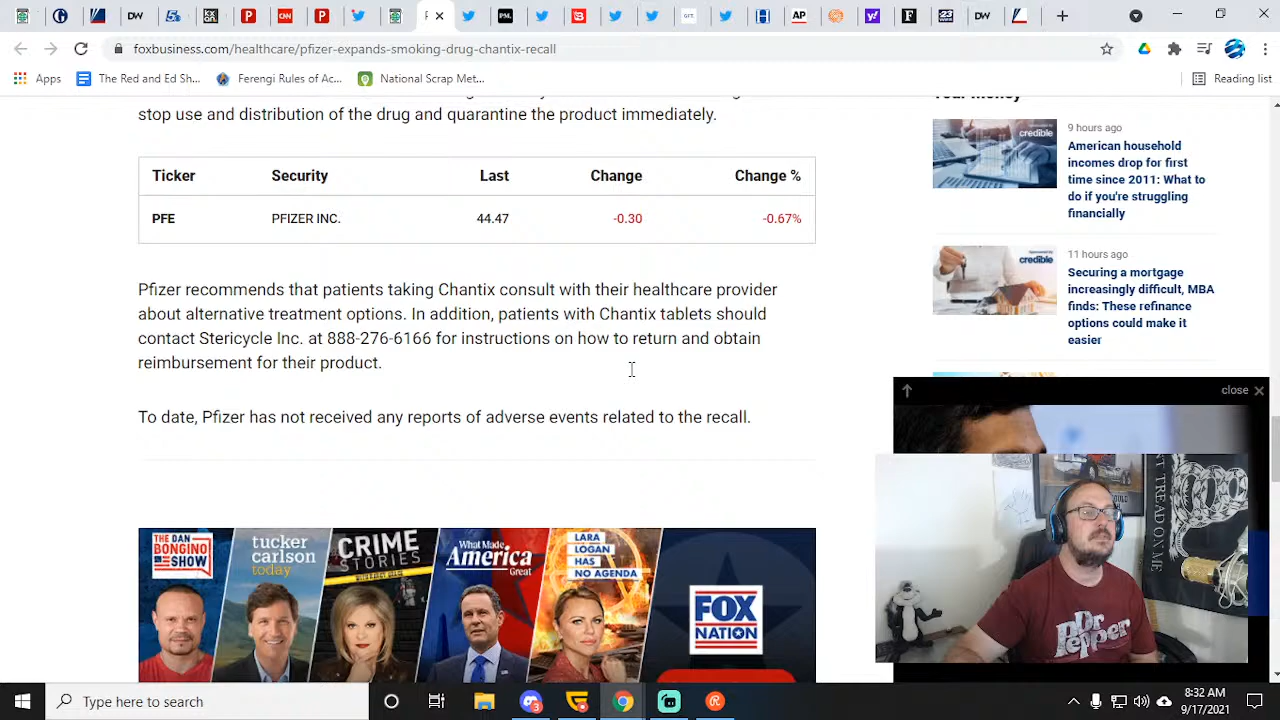 foxbusiness.com/healthcare/pfizer-expands-smoking-drug-chantix-recall
Apps
The Red and Ed Sh...
Ferengi Rules of Ac...
National Scrap Met...
Reading list
stop use and distribution of the drug and quarantine the product immediately.
Ticker Security Last Change Change %
PFE PFIZER INC. 44.47 -0.30 -0.67%
Pfizer recommends that patients taking Chantix consult with their healthcare provider
about alternative treatment options. In addition, patients with Chantix tablets should
contact Stericycle Inc. at 888-276-6166 for instructions on how to return and obtain
reimbursement for their product.
To date, Pfizer has not received any reports of adverse events related to the recall.
THE DAN
BONGINO
SHOW
tucker
carlson
today
CRIME
STORIES
What Made
America
Great
LARA
LOGAN
HAS
NO AGENDA
FOX
NATION
Your Money
credible
9 hours ago
American household
incomes drop for first
time since 2011: What to
do if you're struggling
financially
credible
11 hours ago
Securing a mortgage
increasingly difficult, MBA
finds: These refinance
options could make it
easier
close
DR
Pepper
TREAD
ME
Type here to search
3
8:32 AM
9/17/2021